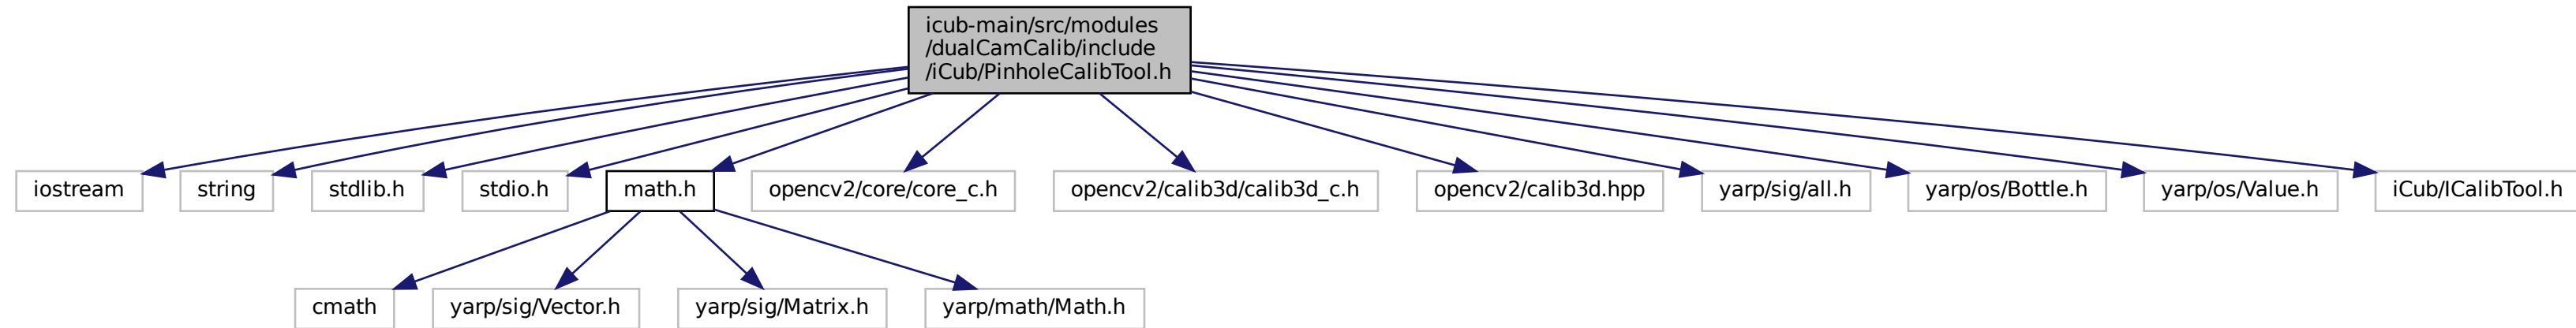 icub-main/src/modules
/dualCamCalib/include
/iCub/PinholeCalibTool.h
iostream
string
stdlib.h
stdio.h
math.h
opencv2/core/core_c.h
opencv2/calib3d/calib3d_c.h
opencv2/calib3d.hpp
yarp/sig/all.h
yarp/os/Bottle.h
yarp/os/Value.h
iCub/ICalibTool.h
cmath
yarp/sig/Vector.h
yarp/sig/Matrix.h
yarp/math/Math.h